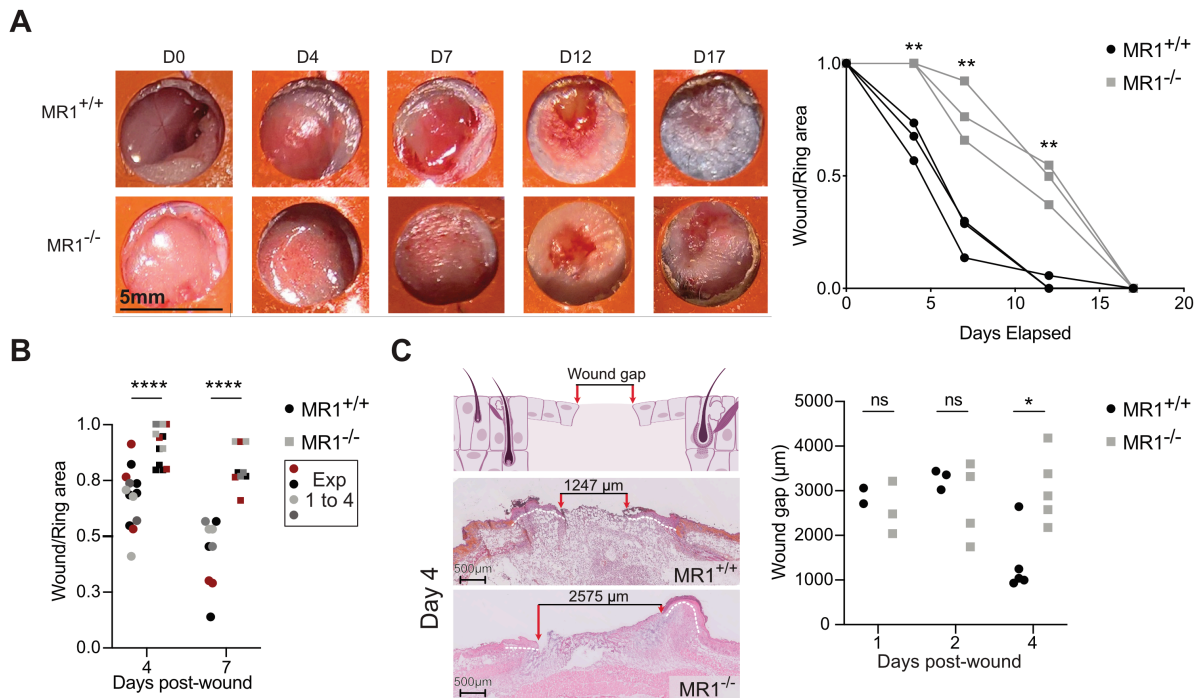 A
D0 D4 D7 D12 D17
MR1+/+
MR1-/-
5mm
Wound/Ring area
1.0
0.5
0.0
0 5 10 15 20
Days Elapsed
** ** **
MR1+/+
MR1-/-
B
Wound/Ring area
1.0
0.8
0.5
0.3
0.0
**** ****
4 7
Days post-wound
MR1+/+
MR1-/-
Exp
1 to 4
C
Wound gap
Day 4
1247 µm
500µm
MR1+/+
2575 µm
500µm
MR1-/-
Wound gap (µm)
5000
4000
3000
2000
1000
0
ns ns *
1 2 4
Days post-wound
MR1+/+
MR1-/-